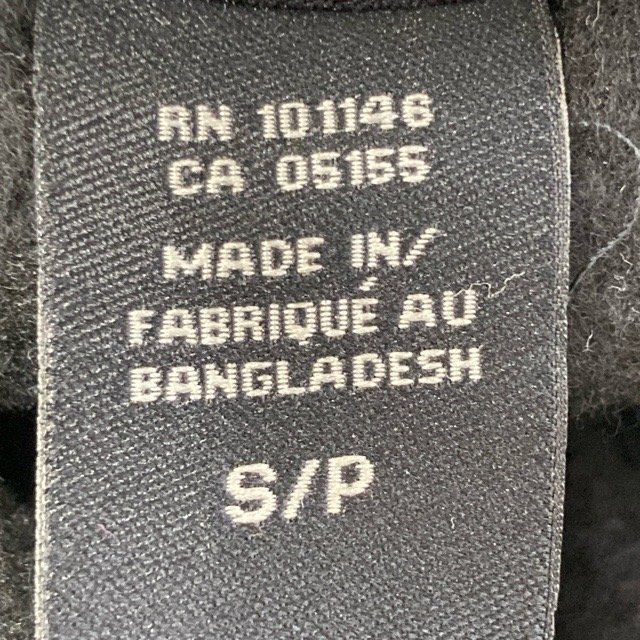 RN 101146
CA 05155
MADE IN/
FABRIQUÉ AU
BANGLADESH
S/P